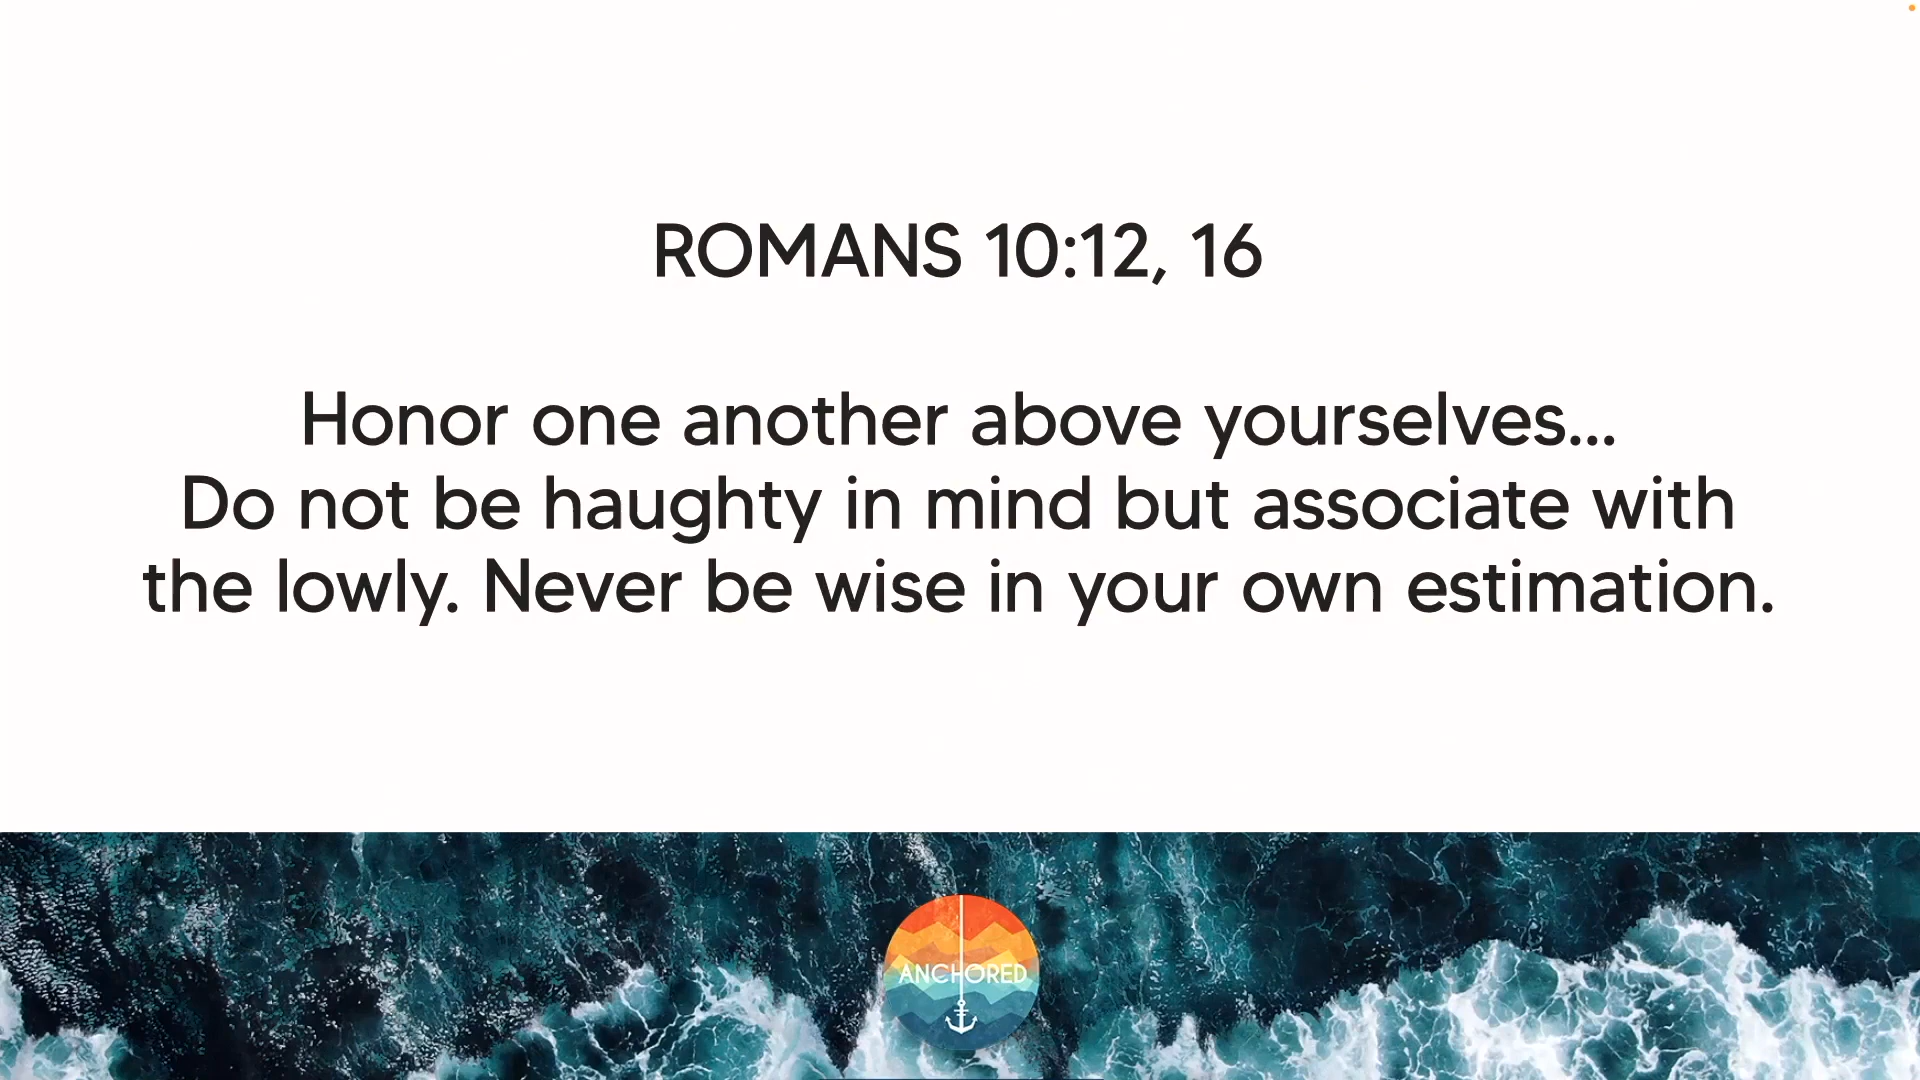 ROMANS 10:12, 16
Honor one another above yourselves...
Do not be haughty in mind but associate with
the lowly. Never be wise in your own estimation.
ANCHORED